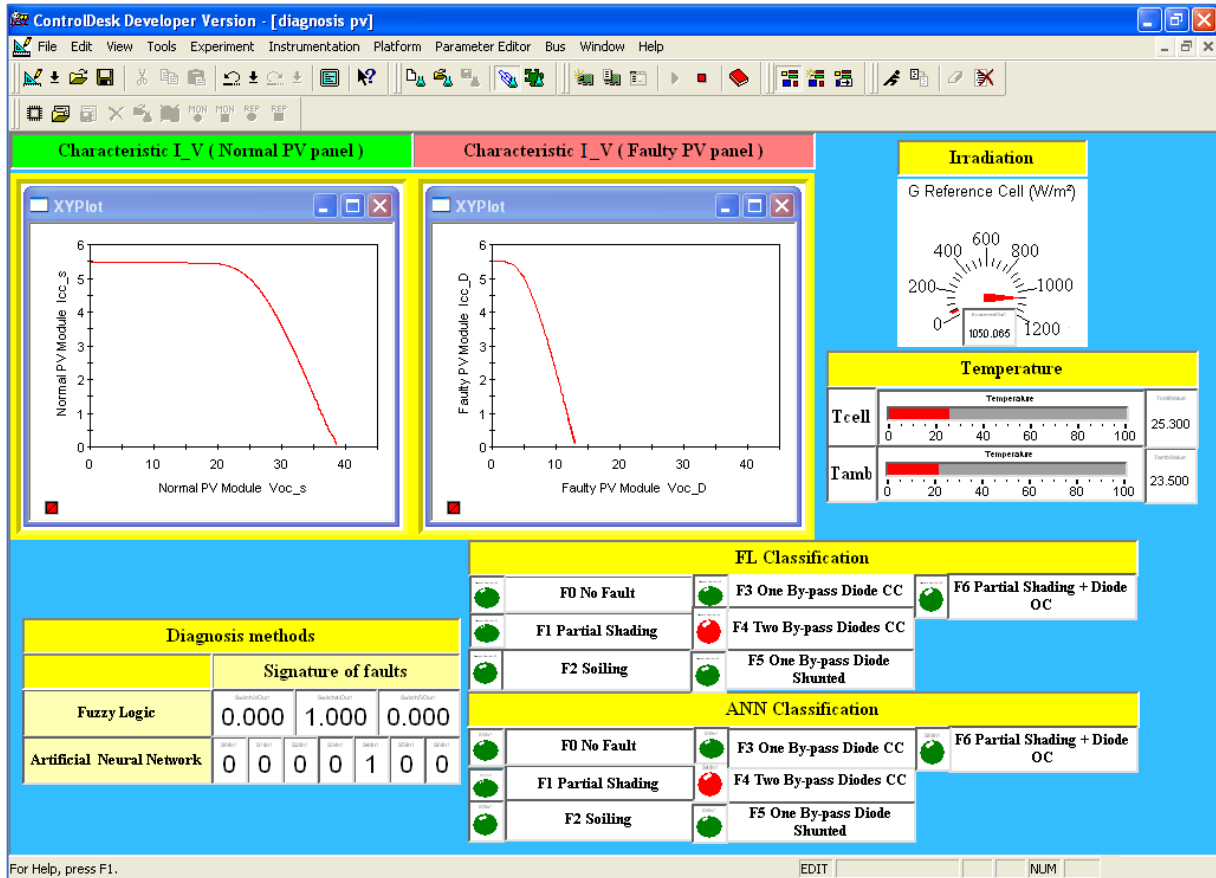 ControlDesk Developer Version - [diagnosis pv]
File Edit View Tools Experiment Instrumentation Platform Parameter Editor Bus Window Help
MON MON REP REP
Characteristic I_V ( Normal PV panel )
Characteristic I_V ( Faulty PV panel )
XYPlot
Normal PV Module Icc_s
6
5
4
3
2
1
0
0 10 20 30 40
Normal PV Module Voc_s
XYPlot
Faulty PV Module Icc_D
6
5
4
3
2
1
0
0 10 20 30 40
Faulty PV Module Voc_D
Irradiation
G Reference Cell (W/m²)
0 200 400 600 800 1000 1200
1050.065
Temperature
Tcell
Temperature
0 20 40 60 80 100
25.300
Tamb
Temperature
0 20 40 60 80 100
23.500
Diagnosis methods
Signature of faults
Fuzzy Logic
0.000 1.000 0.000
Artificial Neural Network
0 0 0 0 1 0 0
FL Classification
F0 No Fault
F1 Partial Shading
F2 Soiling
F3 One By-pass Diode CC
F4 Two By-pass Diodes CC
F5 One By-pass Diode
Shunted
F6 Partial Shading + Diode
OC
ANN Classification
F0 No Fault
F1 Partial Shading
F2 Soiling
F3 One By-pass Diode CC
F4 Two By-pass Diodes CC
F5 One By-pass Diode
Shunted
F6 Partial Shading + Diode
OC
For Help, press F1.
EDIT
NUM